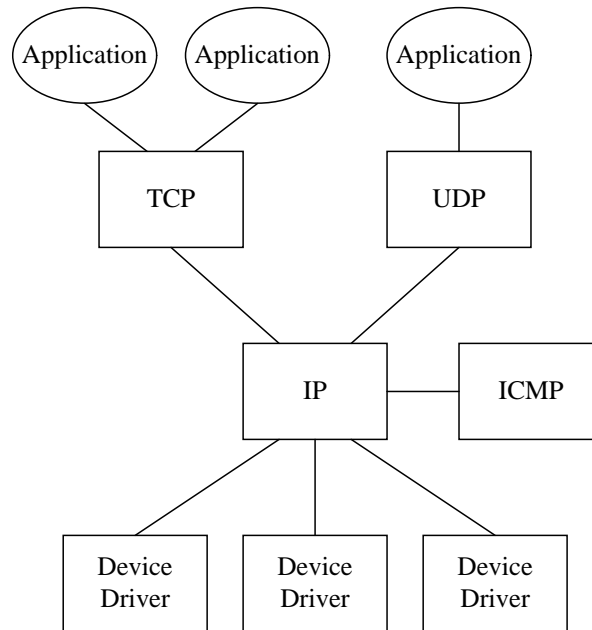 Application
Application
Application
TCP
UDP
IP
ICMP
Device
Driver
Device
Driver
Device
Driver